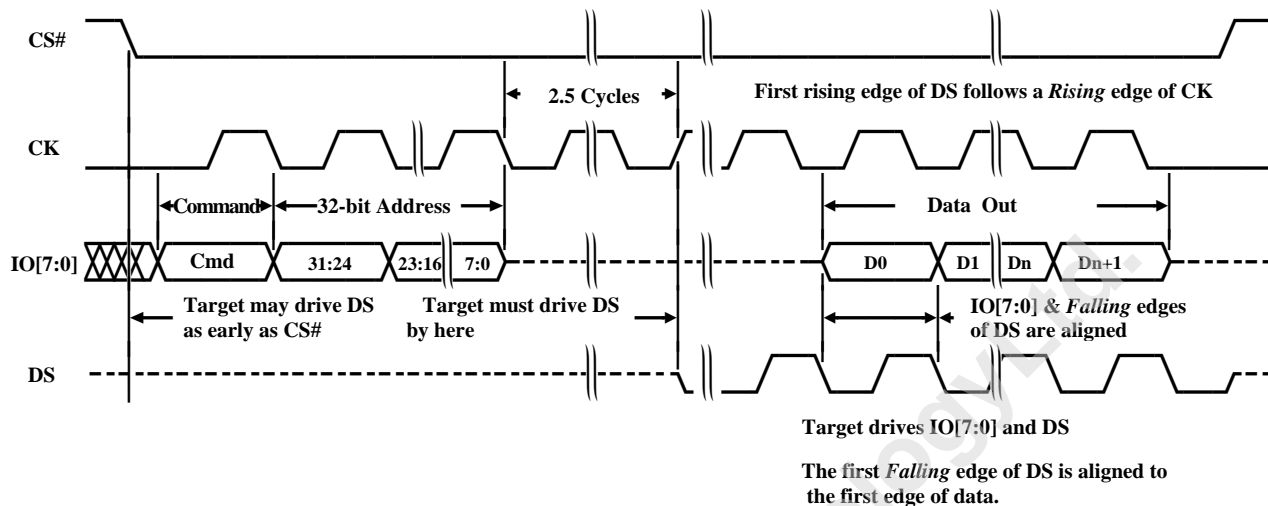 CS#
2.5 Cycles
First rising edge of DS follows a Rising edge of CK
CK
Command
32-bit Address
Data Out
IO[7:0]
Cmd
31:24
23:16
7:0
D0
D1
Dn
Dn+1
Target may drive DS
as early as CS#
Target must drive DS
by here
IO[7:0] & Falling edges
of DS are aligned
DS
Target drives IO[7:0] and DS
The first Falling edge of DS is aligned to
the first edge of data.
ologyLtd.